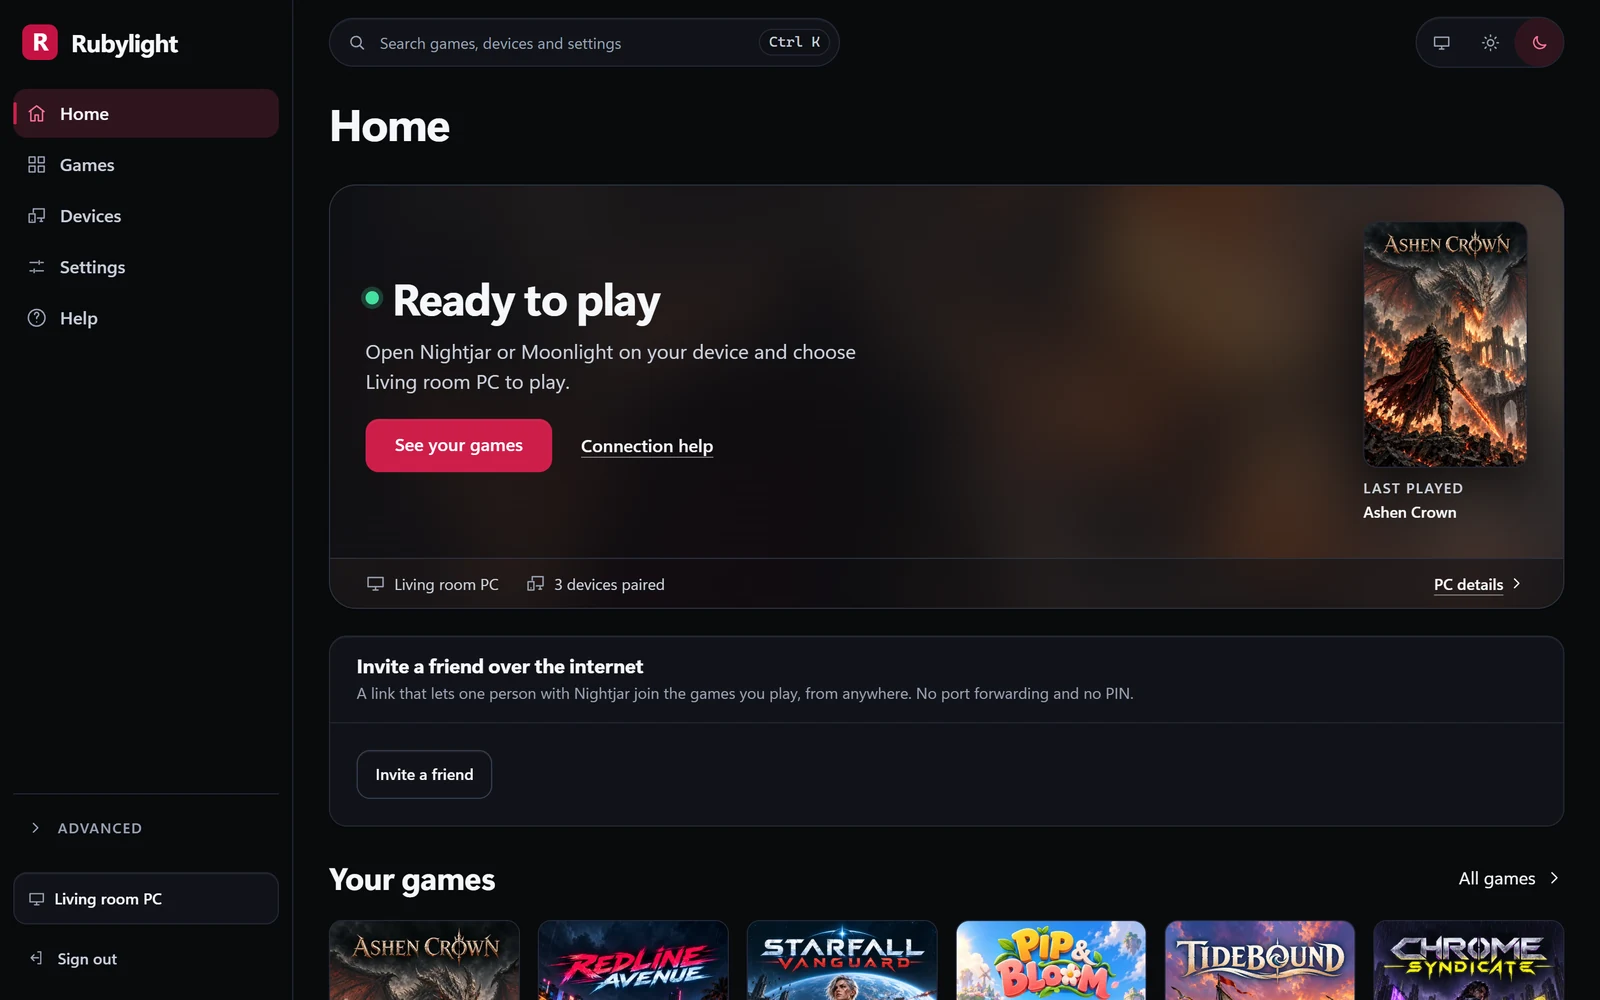 R Rubylight
Home
Games
Devices
Settings
Help
ADVANCED
Living room PC
Sign out
Search games, devices and settings
Ctrl K
Home
Ready to play
Open Nightjar or Moonlight on your device and choose
Living room PC to play.
See your games
Connection help
ASHEN CROWN
LAST PLAYED
Ashen Crown
Living room PC
3 devices paired
PC details
Invite a friend over the internet
A link that lets one person with Nightjar join the games you play, from anywhere. No port forwarding and no PIN.
Invite a friend
Your games
All games
ASHEN CROWN
REDLINE
AVENUE
STARFALL
VANGUARD
PIP &
BLOOM
TIDEBOUND
CHROME
SYNDICATE